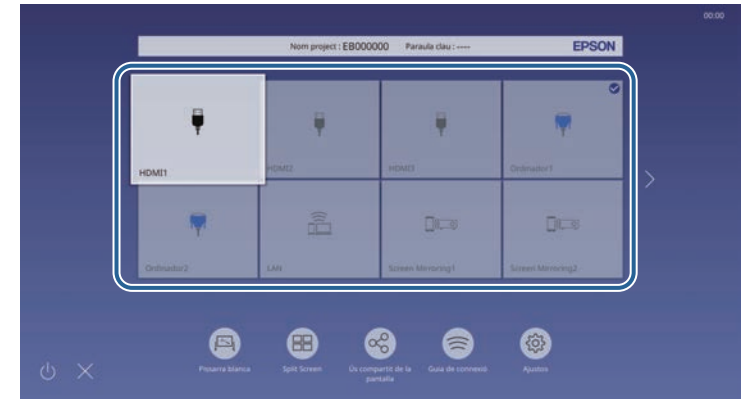 00:00
Nom project : EB000000 Paraula clau : ---- EPSON
HDMI1 HDMI2 HDMI3 Ordinador1
Ordinador2 LAN Screen Mirroring1 Screen Mirroring2
Pissarra blanca Split Screen Ús compartit de la Guia de connexió Ajustos
pantalla